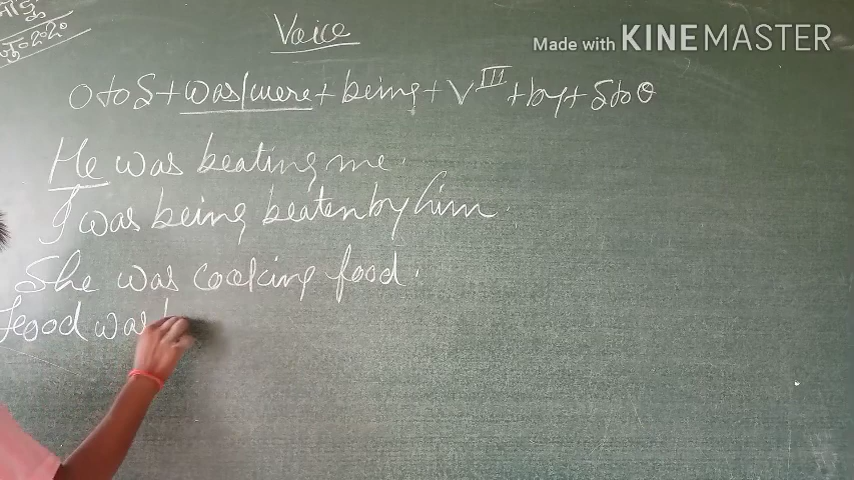 Voice
Made with KINEMASTER
O to S + was/were + being + V III + by + S to O
He was beating me.
I was being beaten by him.
She was cooking food.
Food was